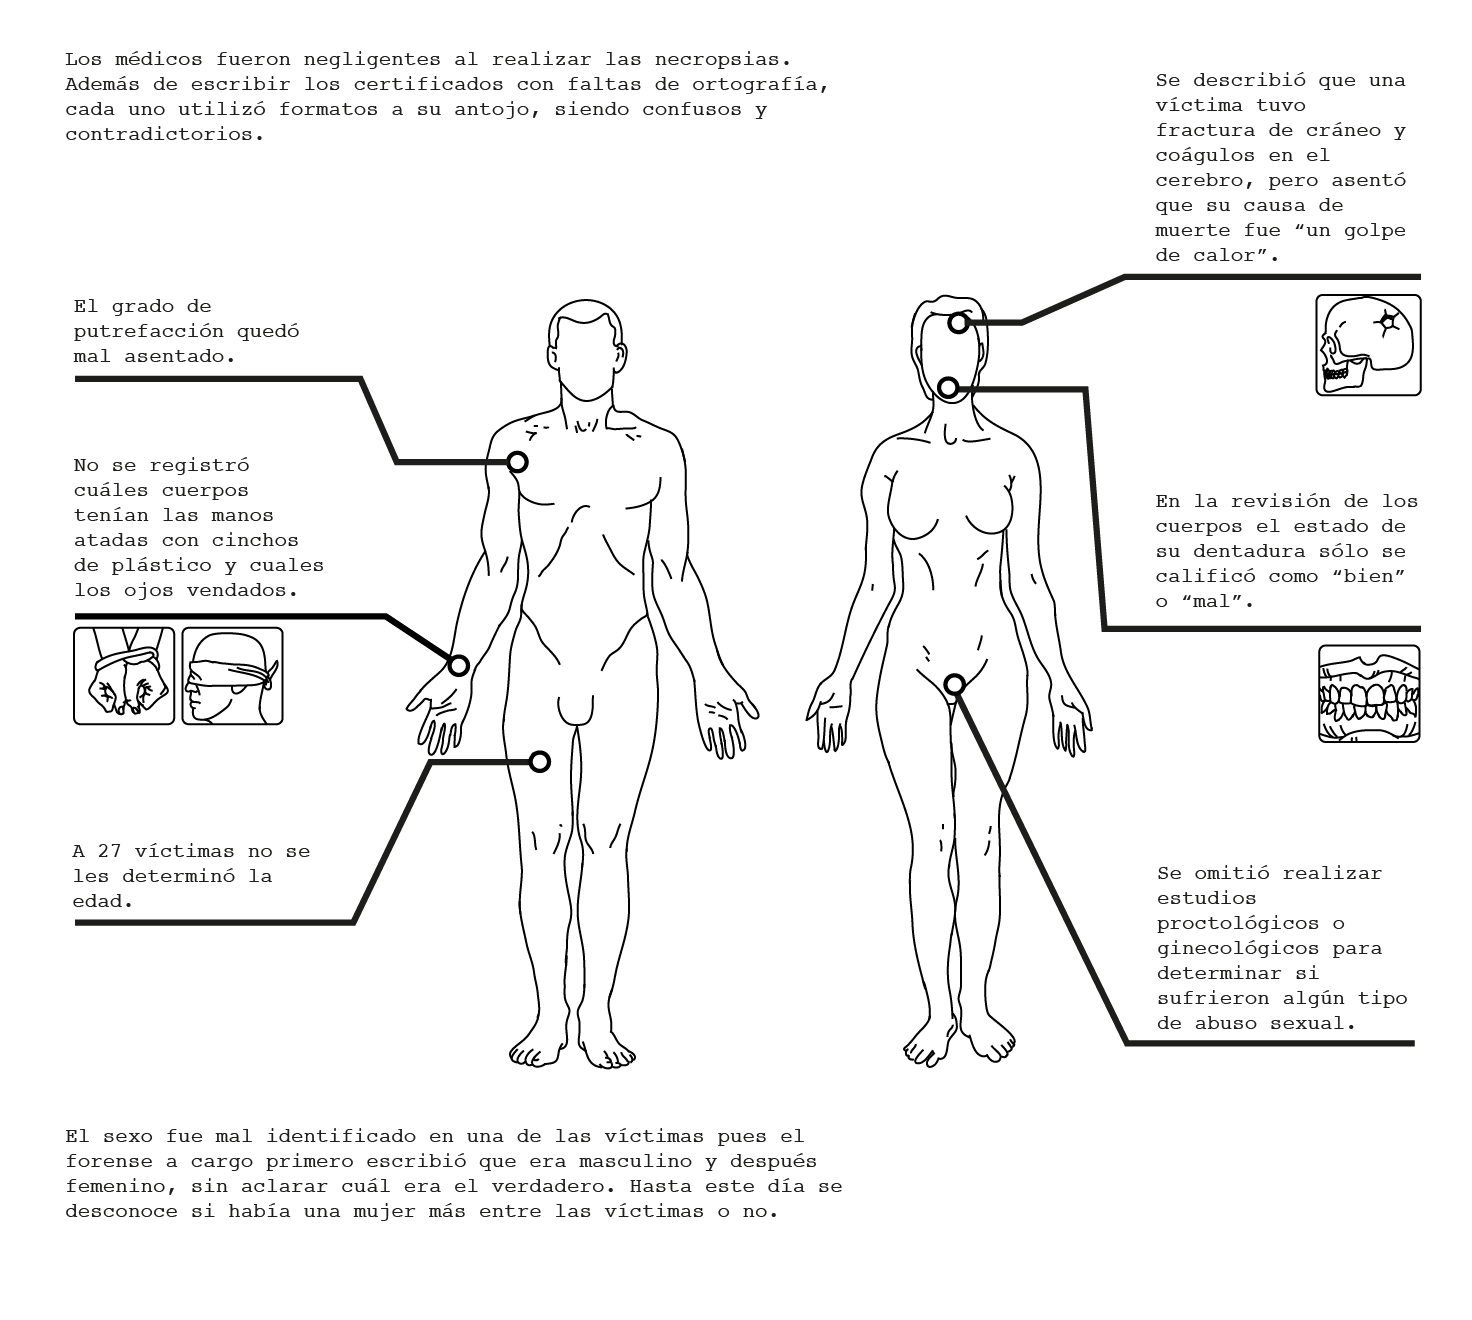 Los médicos fueron negligentes al realizar las necropsias.
Además de escribir los certificados con faltas de ortografía,
cada uno utilizó formatos a su antojo, siendo confusos y
contradictorios.
Se describió que una
víctima tuvo
fractura de cráneo y
coágulos en el
cerebro, pero asentó
que su causa de
muerte fue “un golpe
de calor”.
El grado de
putrefacción quedó
mal asentado.
No se registró
cuáles cuerpos
tenían las manos
atadas con cinchos
de plástico y cuales
los ojos vendados.
En la revisión de los
cuerpos el estado de
su dentadura sólo se
calificó como “bien”
o “mal”.
A 27 víctimas no se
les determinó la
edad.
Se omitió realizar
estudios
proctológicos o
ginecológicos para
determinar si
sufrieron algún tipo
de abuso sexual.
El sexo fue mal identificado en una de las víctimas pues el
forense a cargo primero escribió que era masculino y después
femenino, sin aclarar cuál era el verdadero. Hasta este día se
desconoce si había una mujer más entre las víctimas o no.